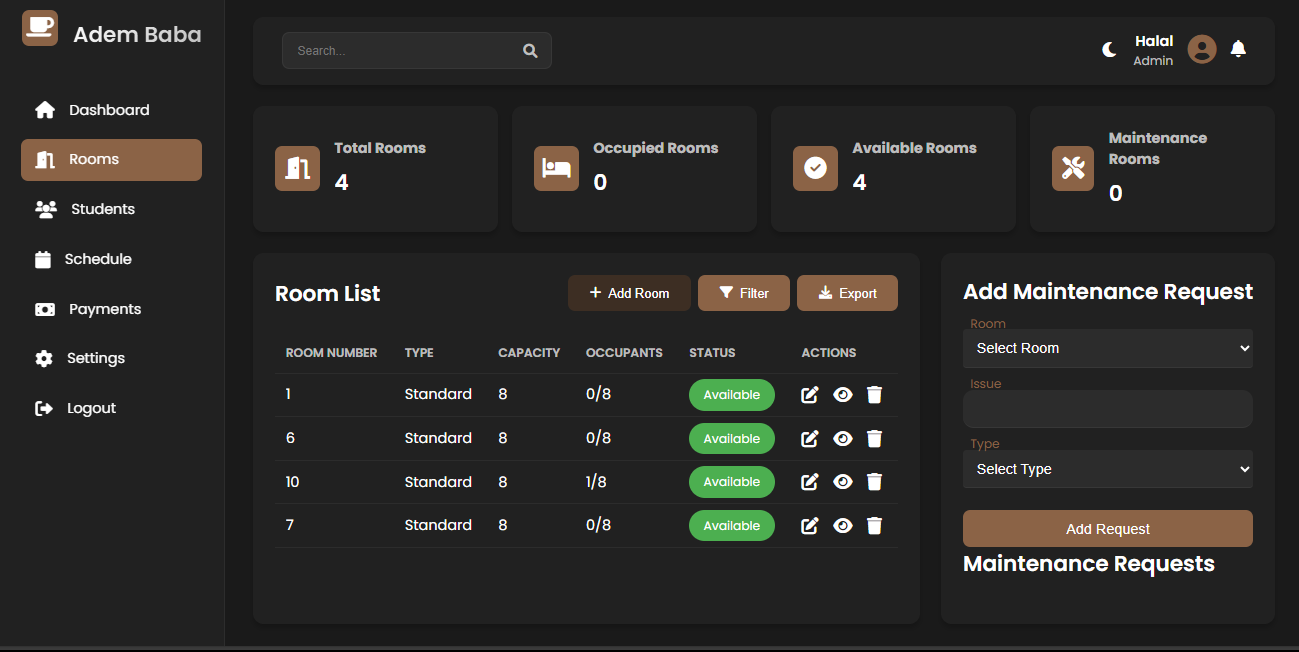 Adem Baba
Dashboard
Rooms
Students
Schedule
Payments
Settings
Logout
Search...
Halal
Admin
Total Rooms
4
Occupied Rooms
0
Available Rooms
4
Maintenance
Rooms
0
Room List
+ Add Room
Filter
Export
ROOM NUMBER TYPE CAPACITY OCCUPANTS STATUS ACTIONS
1 Standard 8 0/8 Available
6 Standard 8 0/8 Available
10 Standard 8 1/8 Available
7 Standard 8 0/8 Available
Add Maintenance Request
Room
Select Room
Issue
Type
Select Type
Add Request
Maintenance Requests